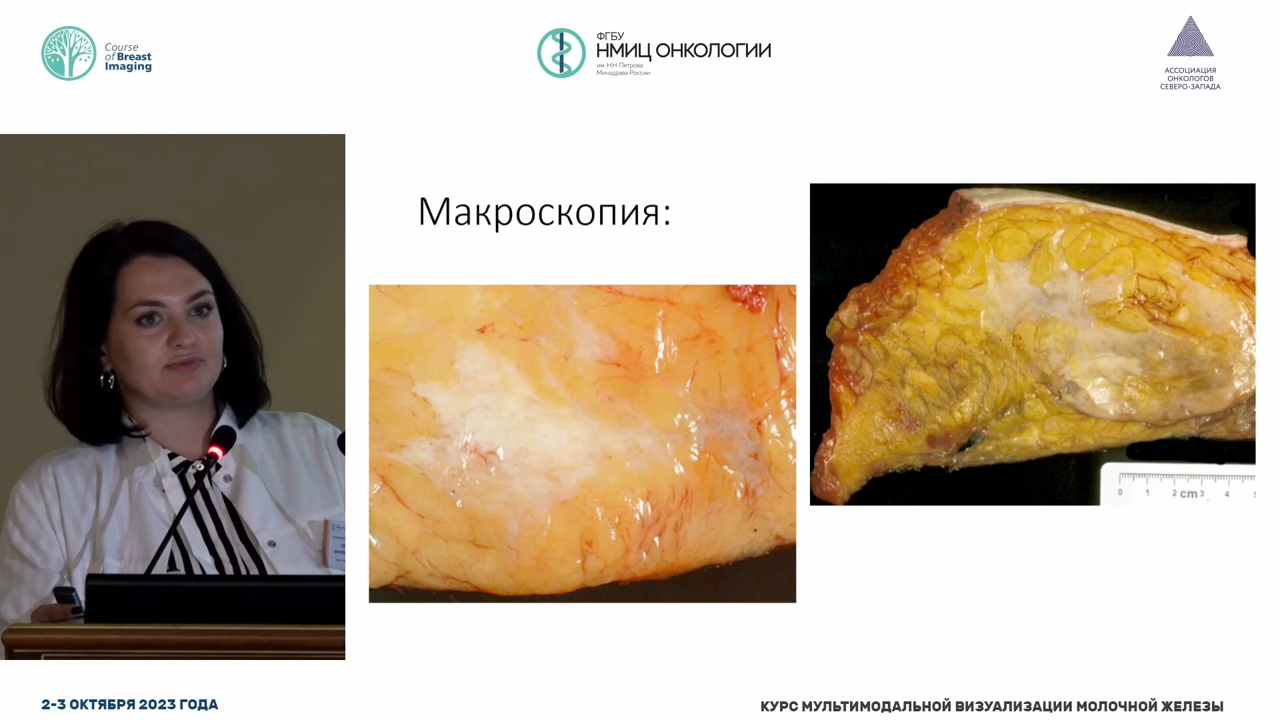 Course
of Breast
Imaging
ФГБУ
НМИЦ ОНКОЛОГИИ
им. Н.Н. Петрова
Минздрава России
АССОЦИАЦИЯ
ОНКОЛОГОВ
СЕВЕРО-ЗАПАДА
Макроскопия:
0 1 2 cm 3 4 5
2-3 ОКТЯБРЯ 2023 ГОДА
КУРС МУЛЬТИМОДАЛЬНОЙ ВИЗУАЛИЗАЦИИ МОЛОЧНОЙ ЖЕЛЕЗЫ